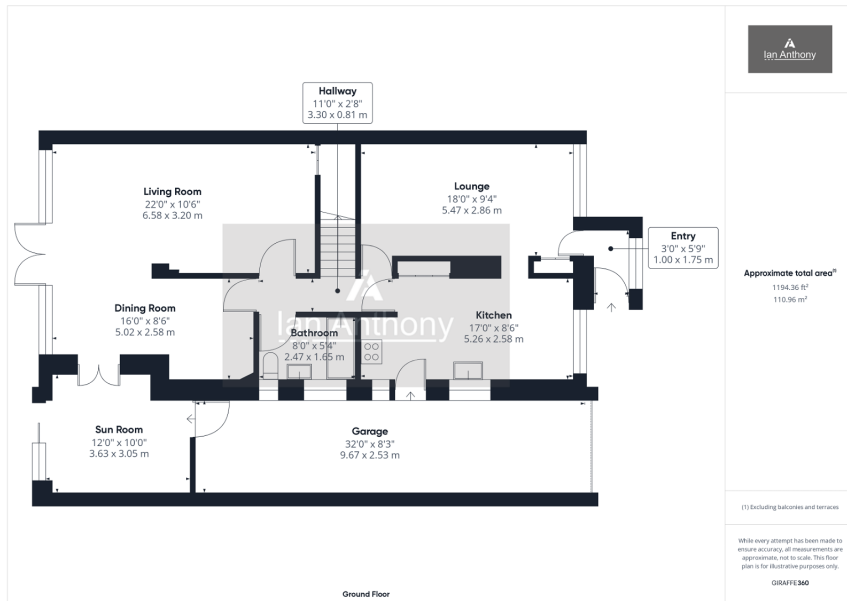 Ian Anthony
Hallway
11'0" x 2'8"
3.30 x 0.81 m
Living Room
22'0" x 10'6"
6.58 x 3.20 m
Lounge
18'0" x 9'4"
5.47 x 2.86 m
Entry
3'0" x 5'9"
1.00 x 1.75 m
Approximate total area(1)
1194.36 ft²
110.96 m²
Dining Room
16'0" x 8'6"
5.02 x 2.58 m
Ian Anthony
Bathroom
8'0" x 5'4"
2.47 x 1.65 m
Kitchen
17'0" x 8'6"
5.26 x 2.58 m
Sun Room
12'0" x 10'0"
3.63 x 3.05 m
Garage
32'0" x 8'3"
9.67 x 2.53 m
(1) Excluding balconies and terraces
While every attempt has been made to
ensure accuracy, all measurements are
approximate, not to scale. This floor
plan is for illustrative purposes only.
GIRAFFE360
Ground Floor